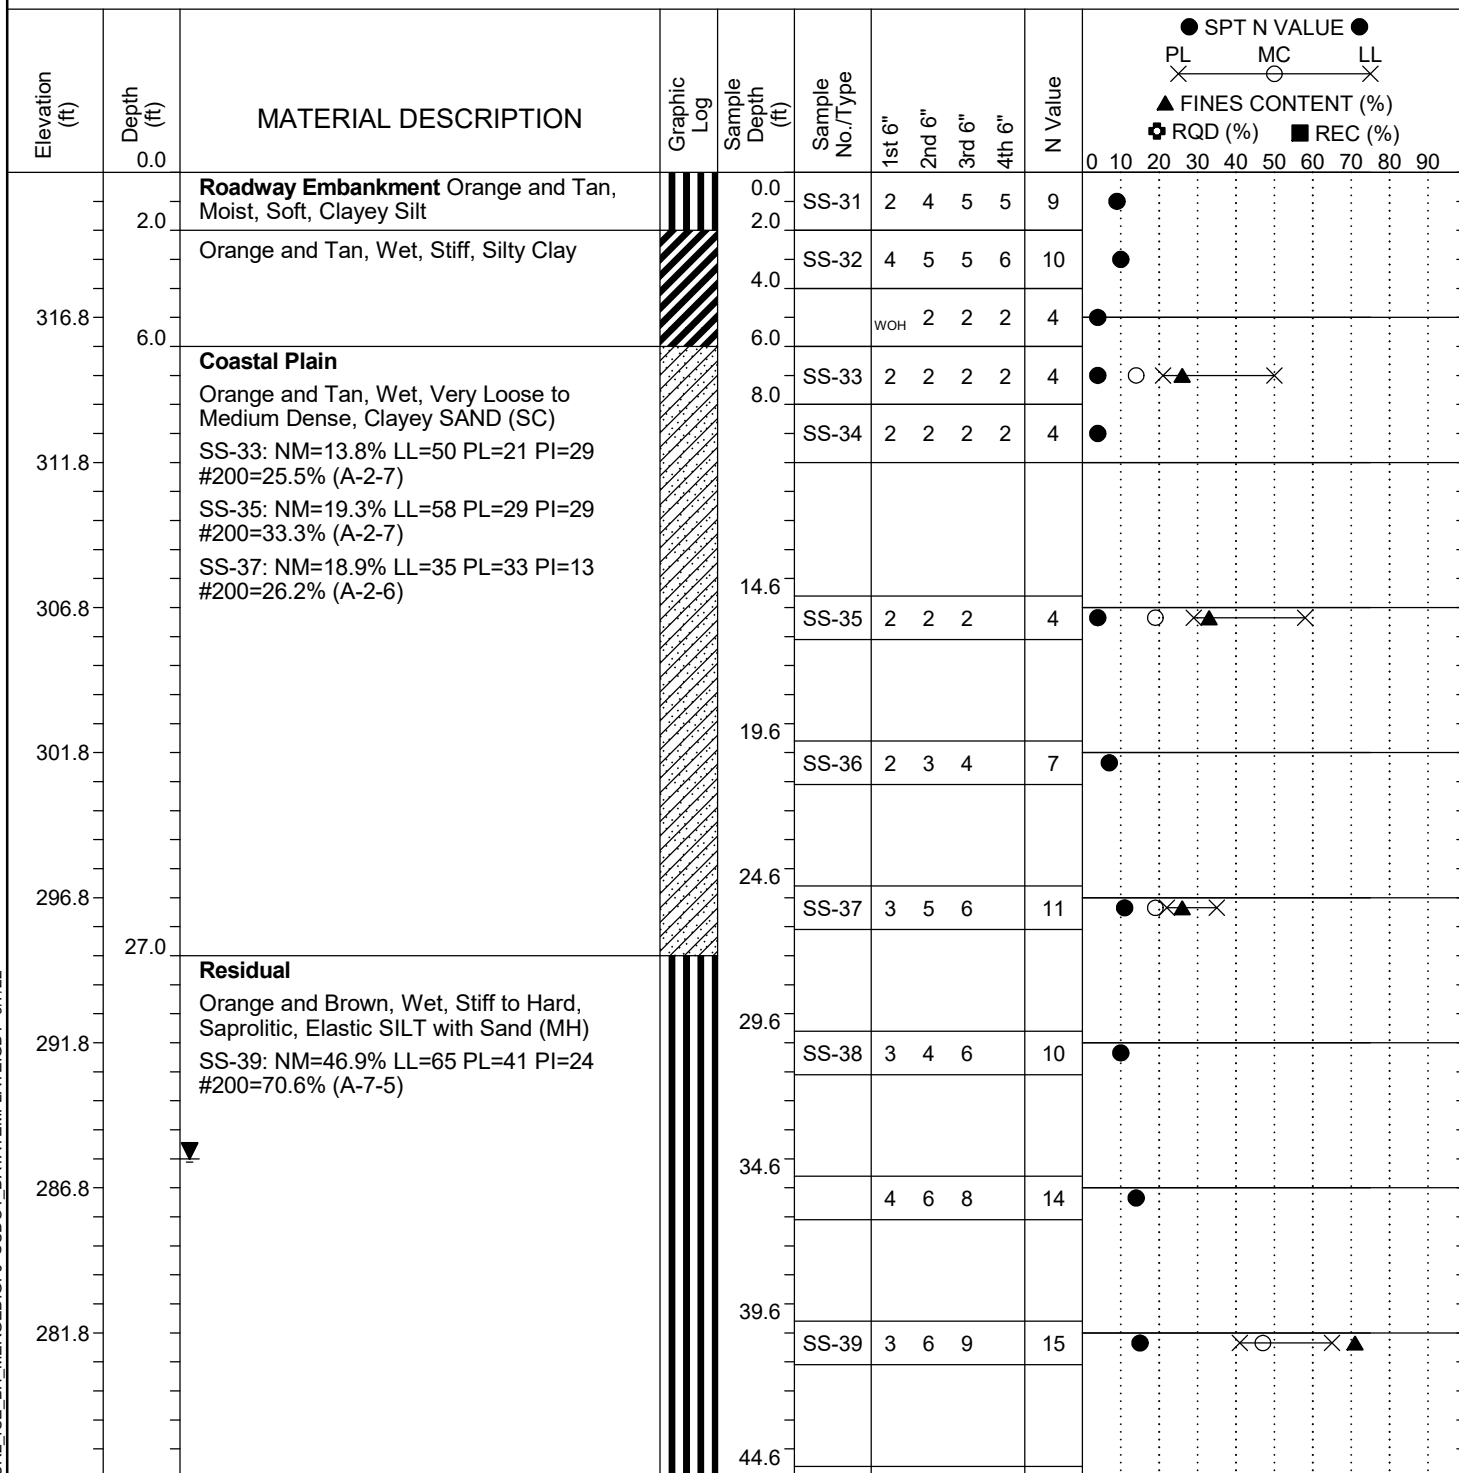 Elevation (ft)
Depth (ft)
0.0
MATERIAL DESCRIPTION
Graphic Log
Sample Depth (ft)
Sample No./Type
1st 6"
2nd 6"
3rd 6"
4th 6"
N Value
● SPT N VALUE ●
PL MC LL
▲ FINES CONTENT (%)
RQD (%) ■ REC (%)
0 10 20 30 40 50 60 70 80 90
Roadway Embankment Orange and Tan,
Moist, Soft, Clayey Silt
2.0
0.0
2.0
SS-31 2 4 5 5 9
Orange and Tan, Wet, Stiff, Silty Clay
4.0
SS-32 4 5 5 6 10
316.8
6.0
6.0
WOH 2 2 2 4
Coastal Plain
Orange and Tan, Wet, Very Loose to
Medium Dense, Clayey SAND (SC)
SS-33: NM=13.8% LL=50 PL=21 PI=29
#200=25.5% (A-2-7)
SS-35: NM=19.3% LL=58 PL=29 PI=29
#200=33.3% (A-2-7)
SS-37: NM=18.9% LL=35 PL=33 PI=13
#200=26.2% (A-2-6)
8.0
SS-33 2 2 2 2 4
SS-34 2 2 2 2 4
311.8
14.6
306.8
SS-35 2 2 2 4
19.6
301.8
SS-36 2 3 4 7
24.6
296.8
SS-37 3 5 6 11
27.0
Residual
Orange and Brown, Wet, Stiff to Hard,
Saprolitic, Elastic SILT with Sand (MH)
SS-39: NM=46.9% LL=65 PL=41 PI=24
#200=70.6% (A-7-5)
29.6
291.8
SS-38 3 4 6 10
34.6
286.8
4 6 8 14
39.6
281.8
SS-39 3 6 9 15
44.6